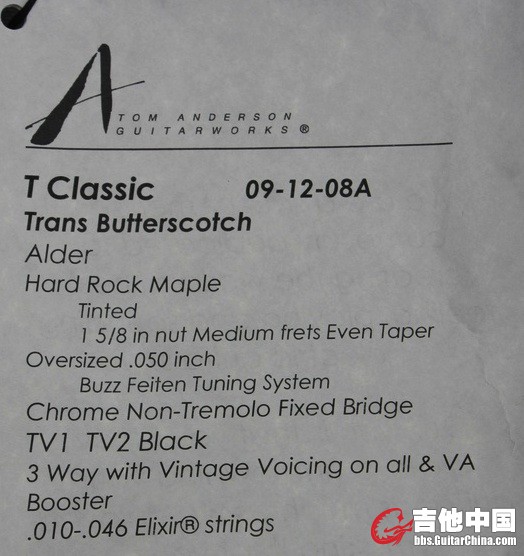 A
TOM ANDERSON
GUITARWORKS ®
T Classic 09-12-08A
Trans Butterscotch
Alder
Hard Rock Maple
Tinted
1 5/8 in nut Medium frets Even Taper
Oversized .050 inch
Buzz Feiten Tuning System
Chrome Non-Tremolo Fixed Bridge
TV1 TV2 Black
3 Way with Vintage Voicing on all & VA
Booster
.010-.046 Elixir® strings
吉他中国
bbs.GuitarChina.com